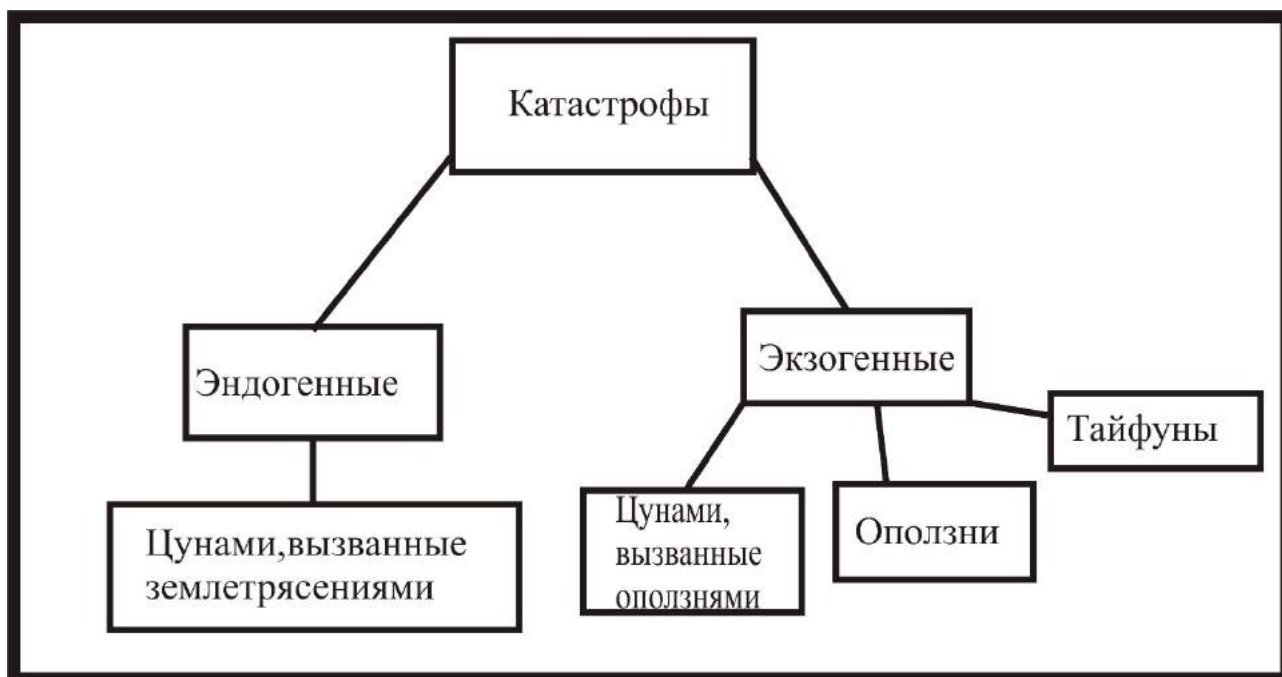 Катастрофы
Эндогенные
Экзогенные
Тайфуны
Цунами,вызванные
землетрясениями
Цунами,
вызванные
оползнями
Оползни